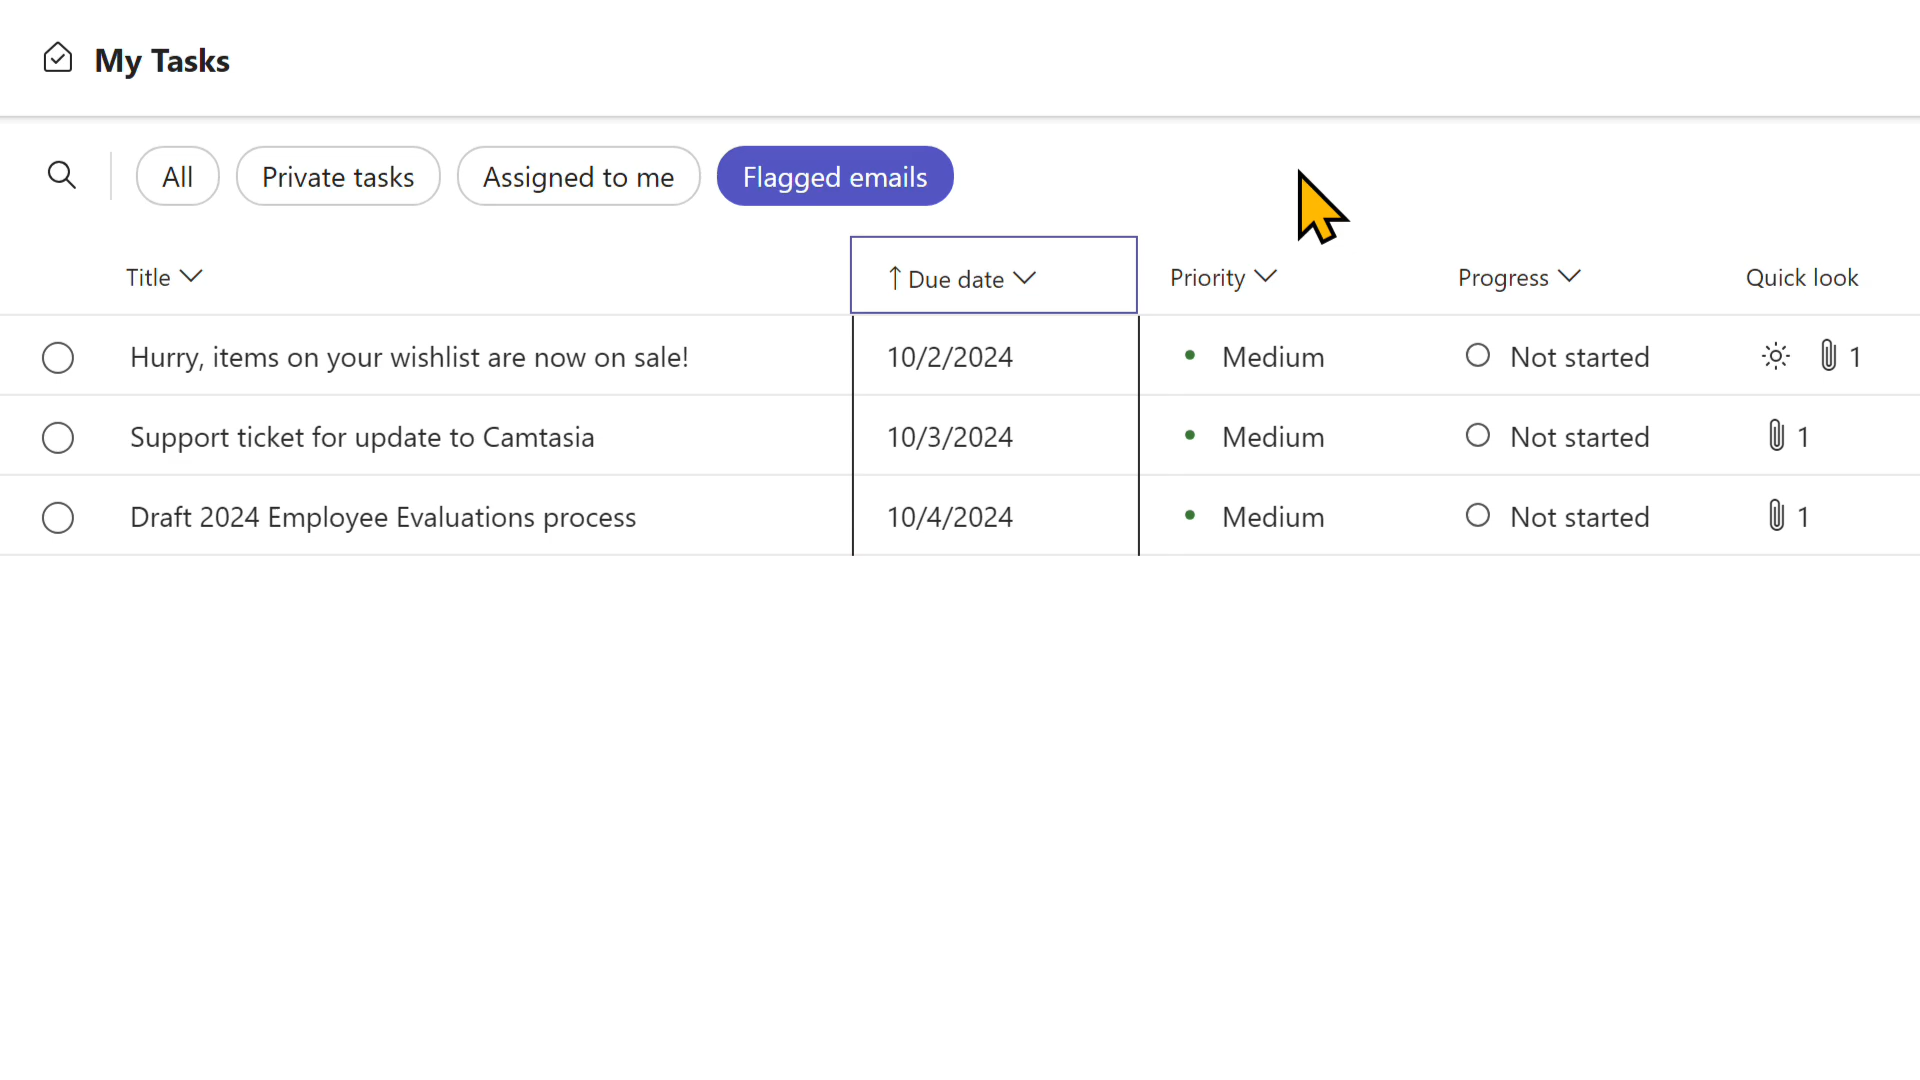 My Tasks
All Private tasks Assigned to me Flagged emails
Title Due date Priority Progress Quick look
Hurry, items on your wishlist are now on sale! 10/2/2024 Medium Not started 1
Support ticket for update to Camtasia 10/3/2024 Medium Not started 1
Draft 2024 Employee Evaluations process 10/4/2024 Medium Not started 1